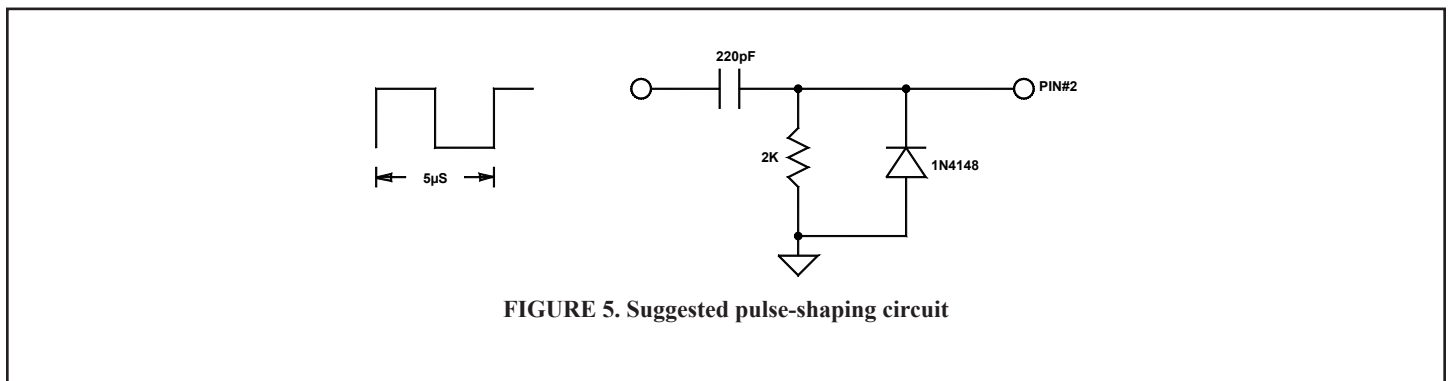 220pF
PIN#2
2K
1N4148
5µS
FIGURE 5. Suggested pulse-shaping circuit